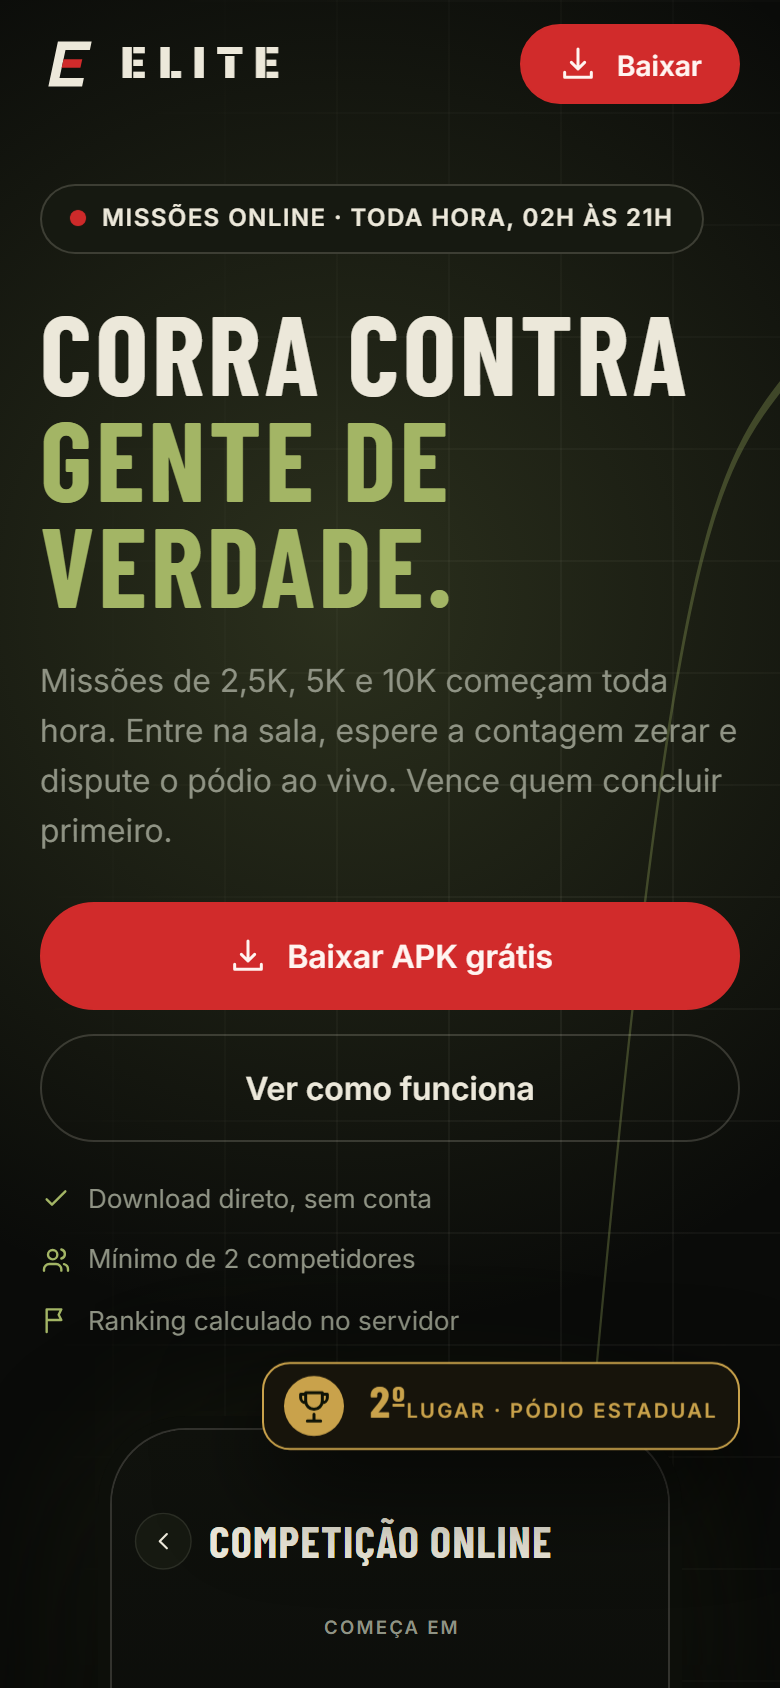 E ELITE
Baixar
MISSÕES ONLINE · TODA HORA, 02H ÀS 21H
CORRA CONTRA
GENTE DE
VERDADE.
Missões de 2,5K, 5K e 10K começam toda
hora. Entre na sala, espere a contagem zerar e
dispute o pódio ao vivo. Vence quem concluir
primeiro.
Baixar APK grátis
Ver como funciona
Download direto, sem conta
Mínimo de 2 competidores
Ranking calculado no servidor
2º LUGAR · PÓDIO ESTADUAL
COMPETIÇÃO ONLINE
COMEÇA EM